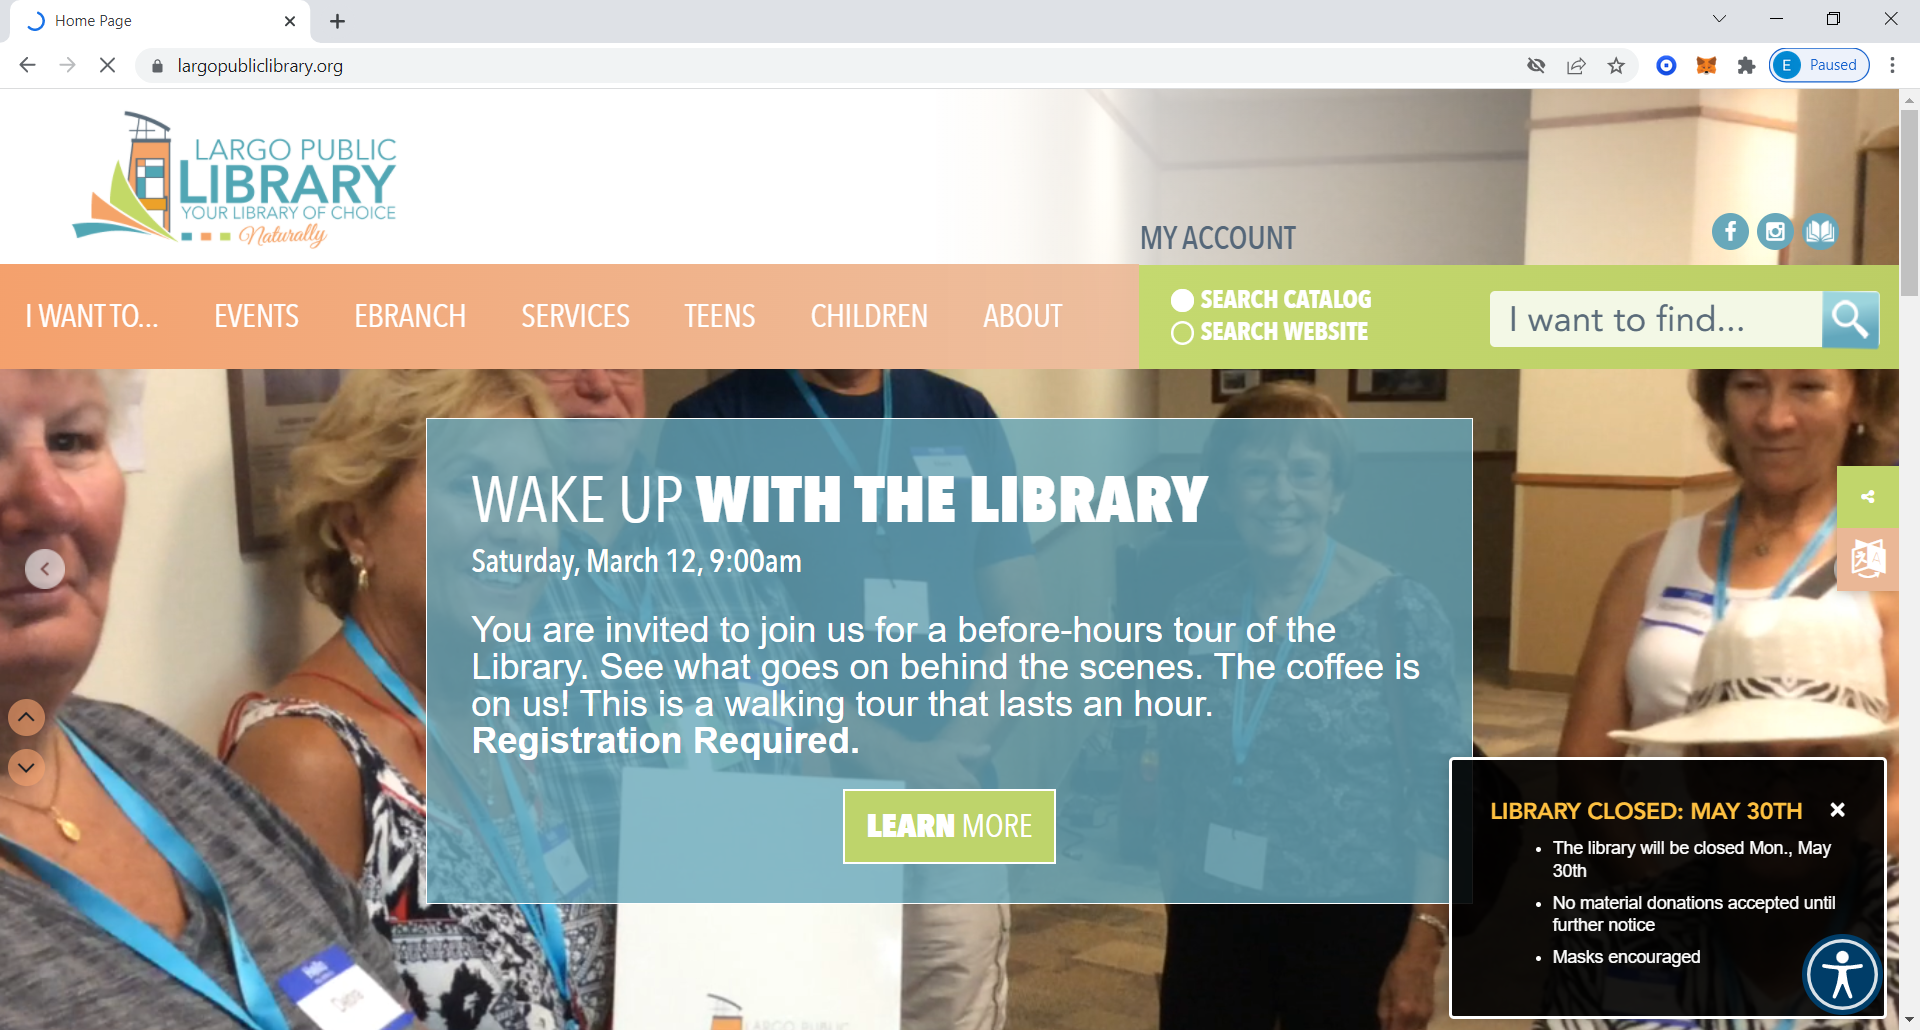 Home Page
largopubliclibrary.org
E Paused
LARGO PUBLIC
LIBRARY
YOUR LIBRARY OF CHOICE
Naturally
MY ACCOUNT
I WANT TO...
EVENTS
EBRANCH
SERVICES
TEENS
CHILDREN
ABOUT
SEARCH CATALOG
SEARCH WEBSITE
I want to find...
WAKE UP WITH THE LIBRARY
Saturday, March 12, 9:00am
You are invited to join us for a before-hours tour of the
Library. See what goes on behind the scenes. The coffee is
on us! This is a walking tour that lasts an hour.
Registration Required.
LEARN MORE
LIBRARY CLOSED: MAY 30TH
• The library will be closed Mon., May
30th
• No material donations accepted until
further notice
• Masks encouraged
Hello
LARGO PUBLIC